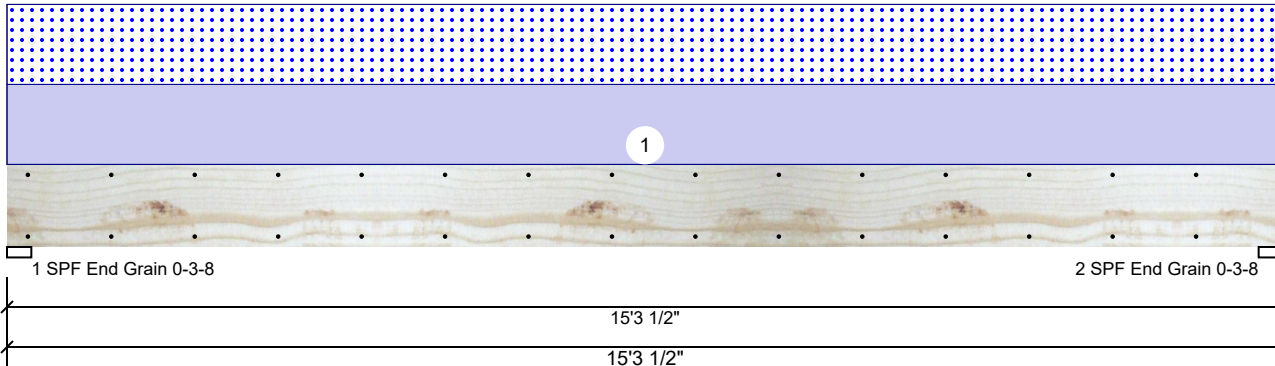 1
1 SPF End Grain 0-3-8
2 SPF End Grain 0-3-8
15'3 1/2"
15'3 1/2"